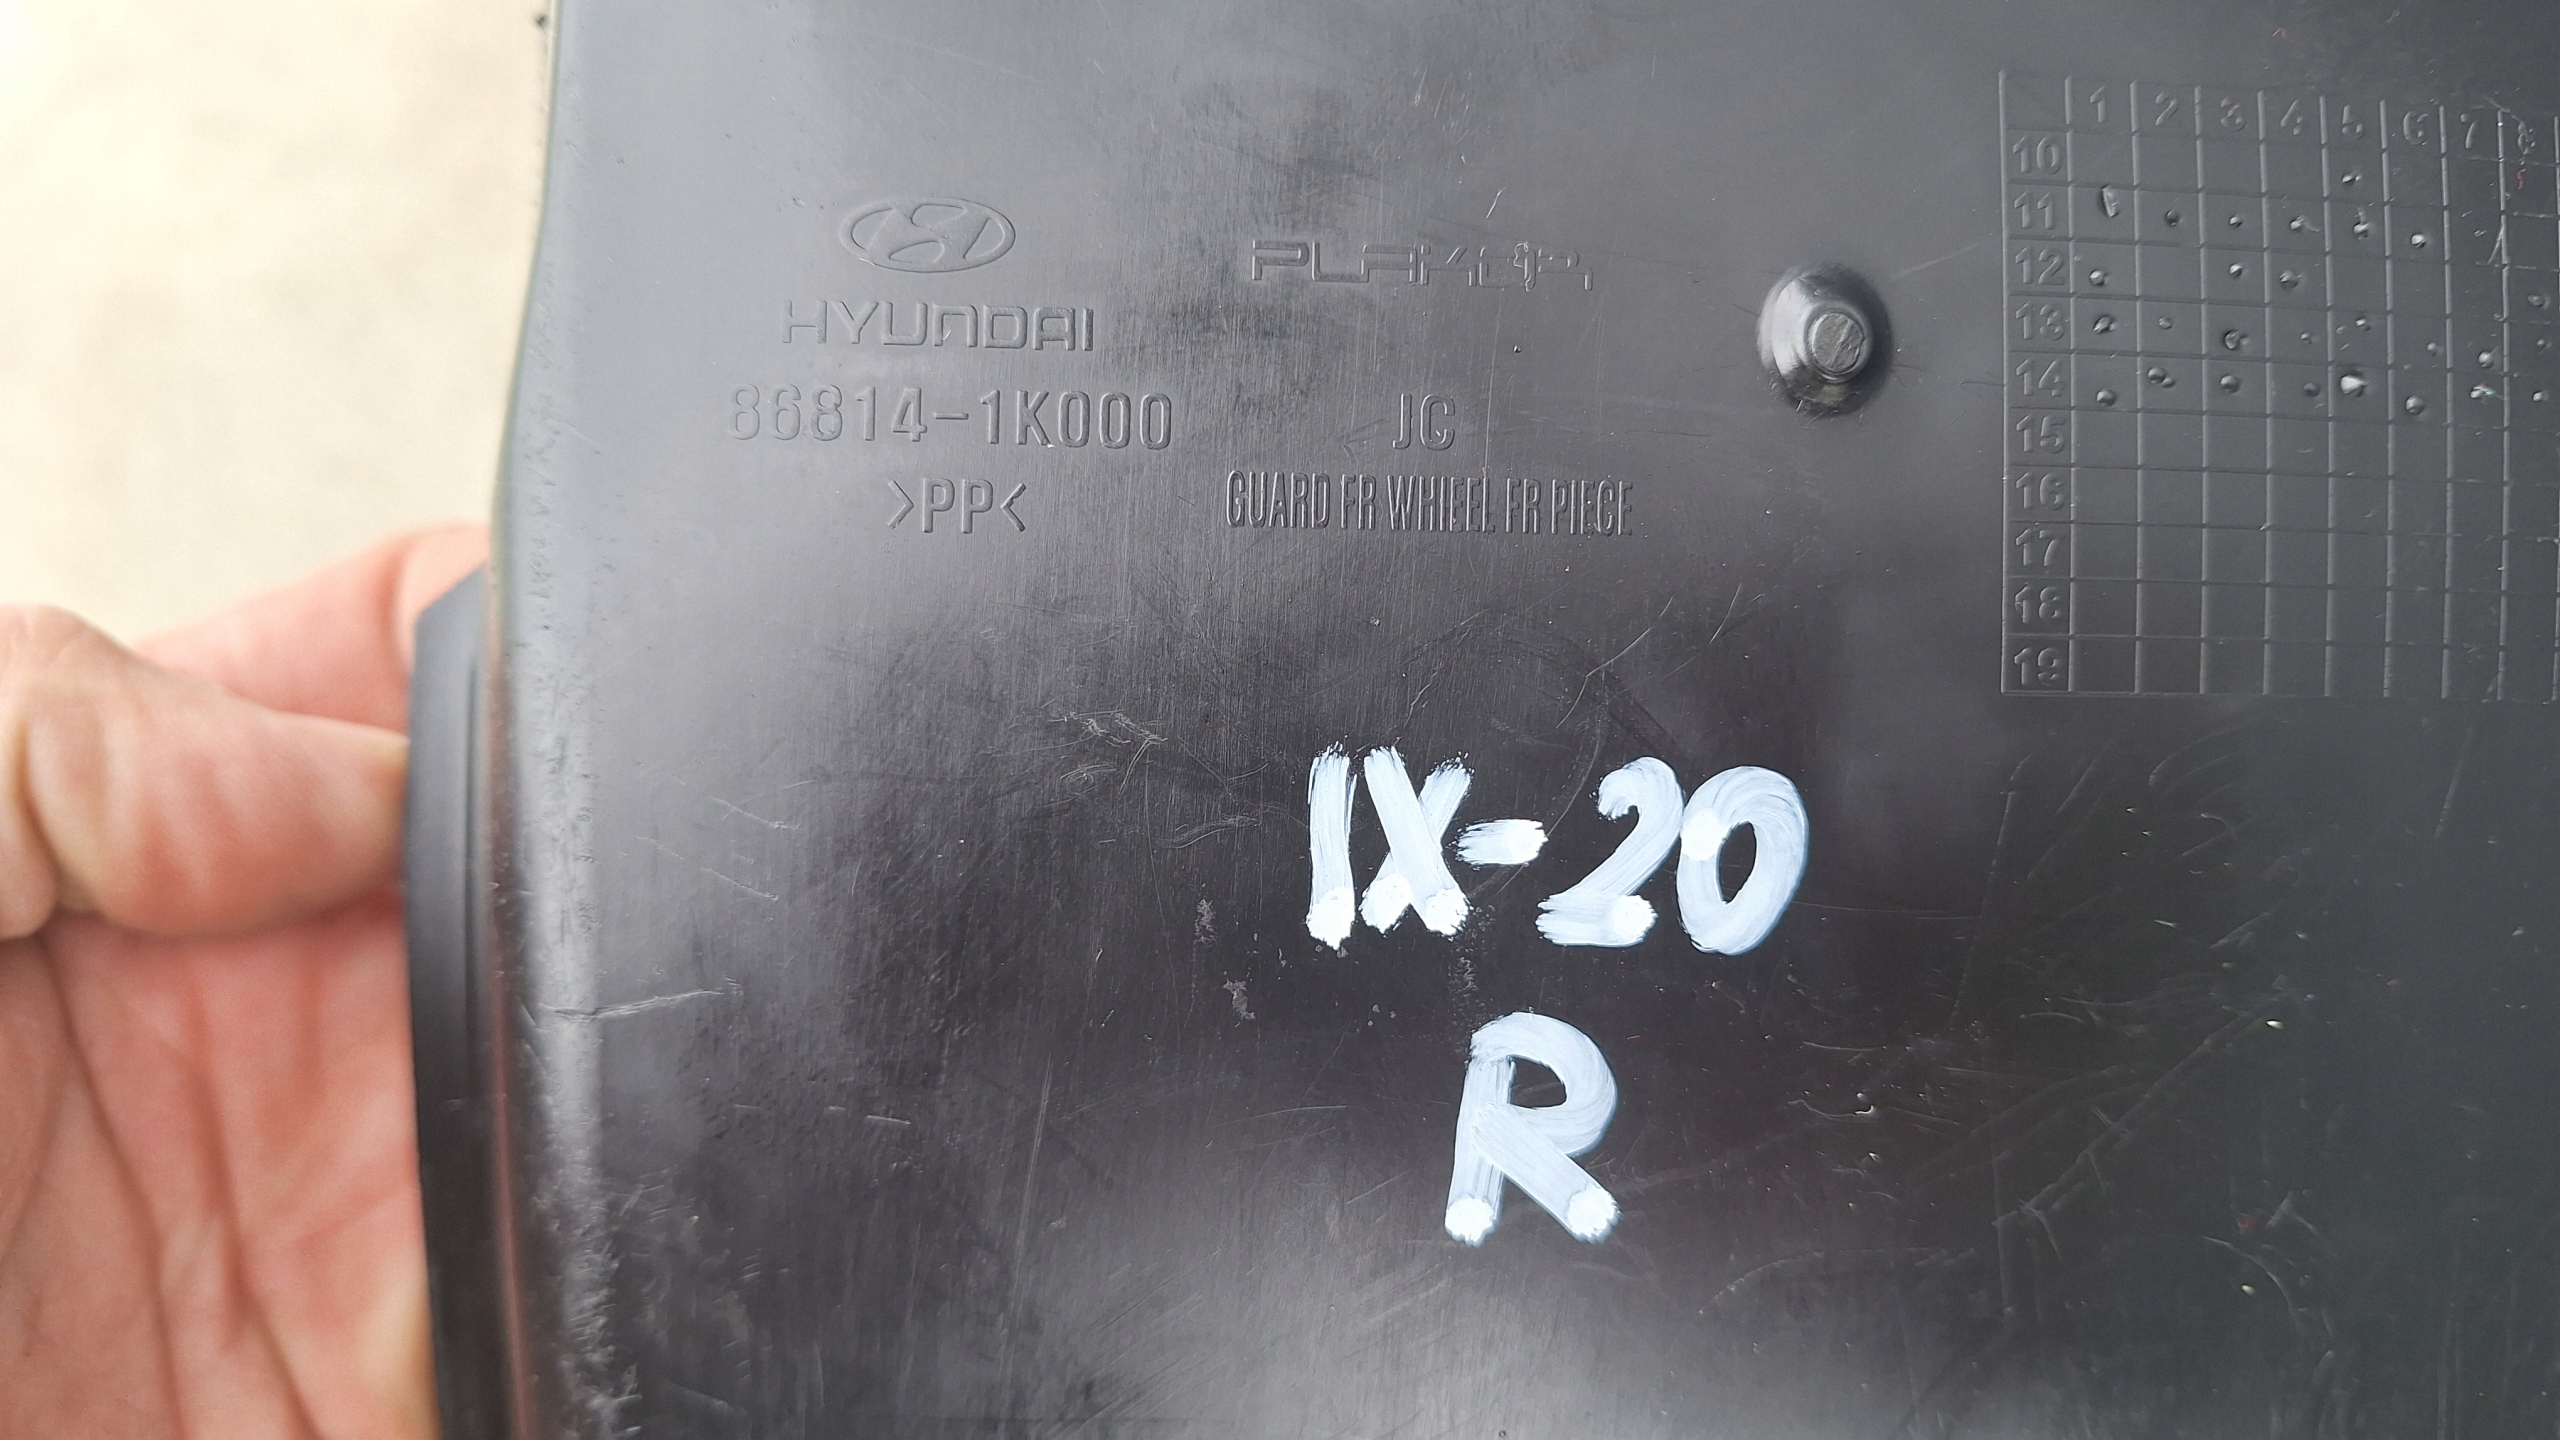 HYUNDAI
PLAKOR
86814-1K000
JC
>PP<
GUARD FR WHEEL FR PIECE
1 2 3 4 5 6 7 8
10
11
12
13
14
15
16
17
18
19
IX-20
R